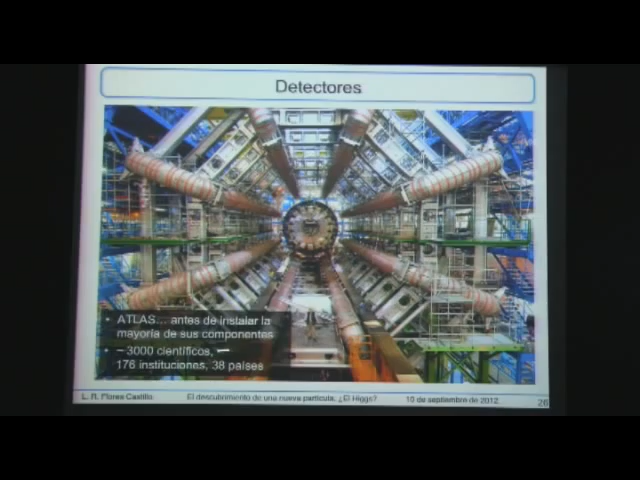 Detectores
• ATLAS... antes de instalar la
mayoría de sus componentes
• ~3000 científicos,
176 instituciones, 38 países
L. R. Flores Castillo El descubrimiento de una nueva partícula, ¿El Higgs? 10 de septiembre de 2012 26